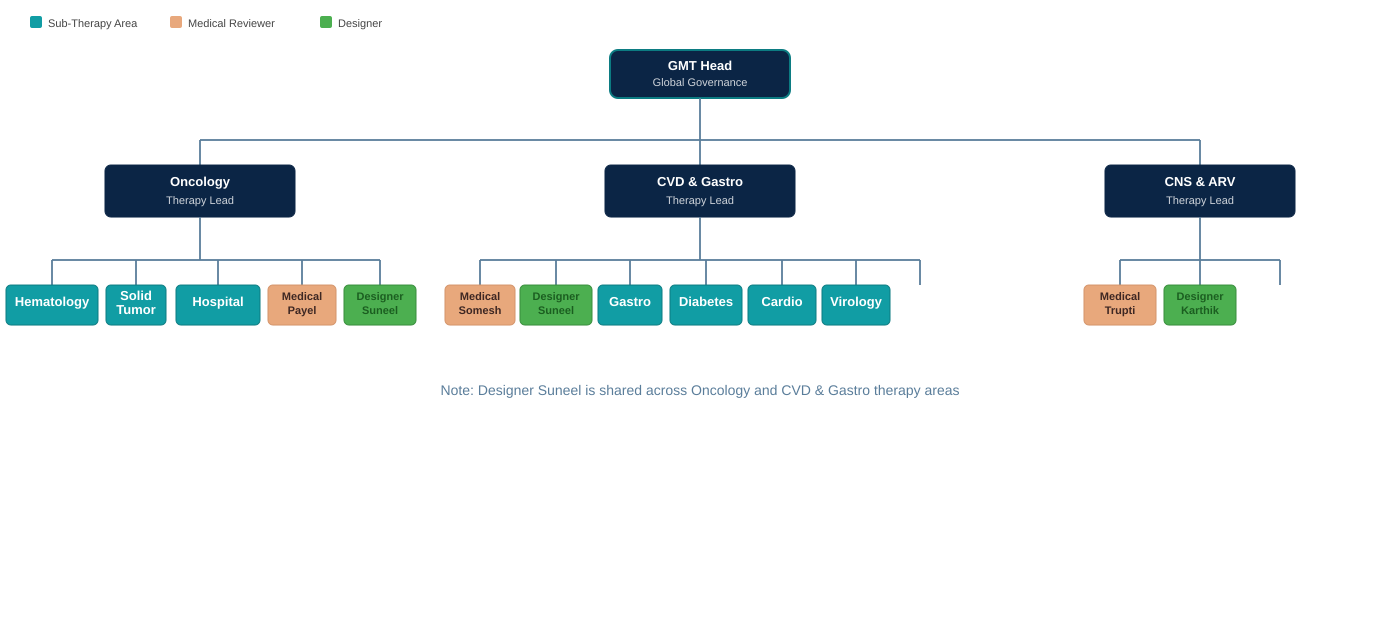 Sub-Therapy Area
Medical Reviewer
Designer
GMT Head
Global Governance
Oncology
Therapy Lead
CVD & Gastro
Therapy Lead
CNS & ARV
Therapy Lead
Hematology
Solid
Tumor
Hospital
Medical
Payel
Designer
Suneel
Medical
Somesh
Designer
Suneel
Gastro
Diabetes
Cardio
Virology
Medical
Trupti
Designer
Karthik
Note: Designer Suneel is shared across Oncology and CVD & Gastro therapy areas